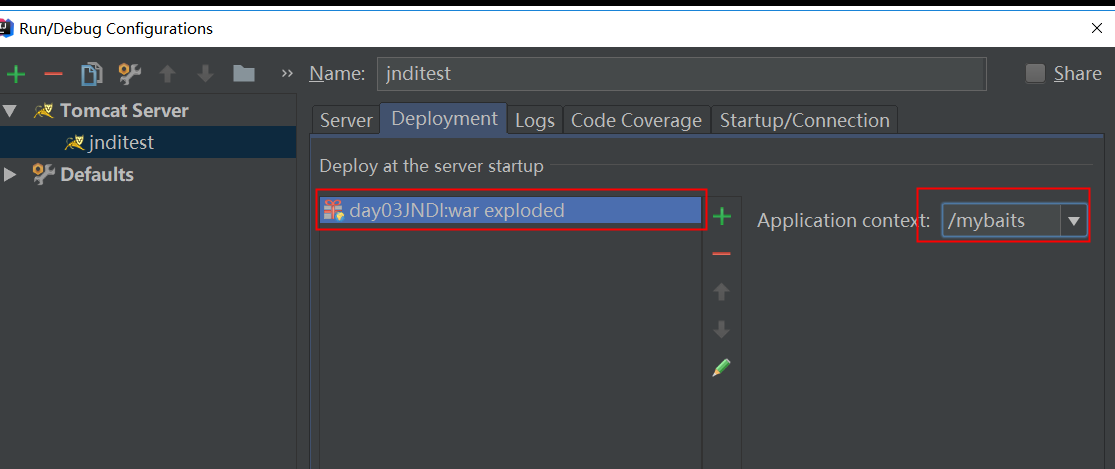 Run/Debug Configurations
» Name: jnditest Share
Tomcat Server
jnditest
Defaults
Server Deployment Logs Code Coverage Startup/Connection
Deploy at the server startup
day03JNDI:war exploded
Application context: /mybaits